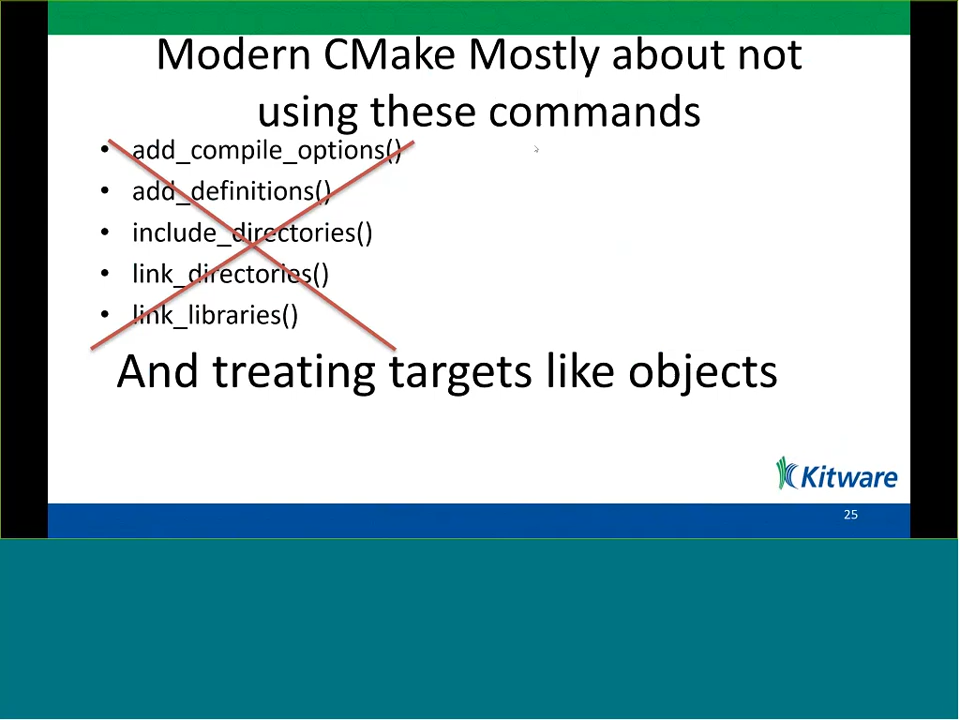 Modern CMake Mostly about not
using these commands
• add_compile_options()
• add_definitions()
• include_directories()
• link_directories()
• link_libraries()
And treating targets like objects
Kitware
25